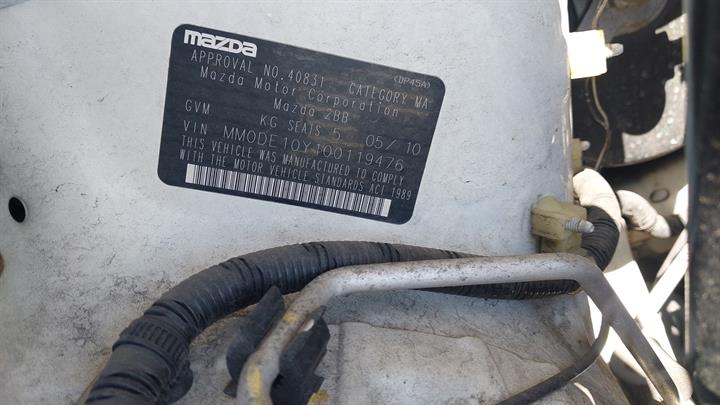 mazda
(DP45A)
APPROVAL NO.40831 CATEGORY MA
Mazda Motor Corporation
Mazda 2BB
GVM KG SEATS 5 05/10
VIN MM0DE10Y100119476
THIS VEHICLE WAS MANUFACTURED TO COMPLY
WITH THE MOTOR VEHICLE STANDARDS ACT 1989